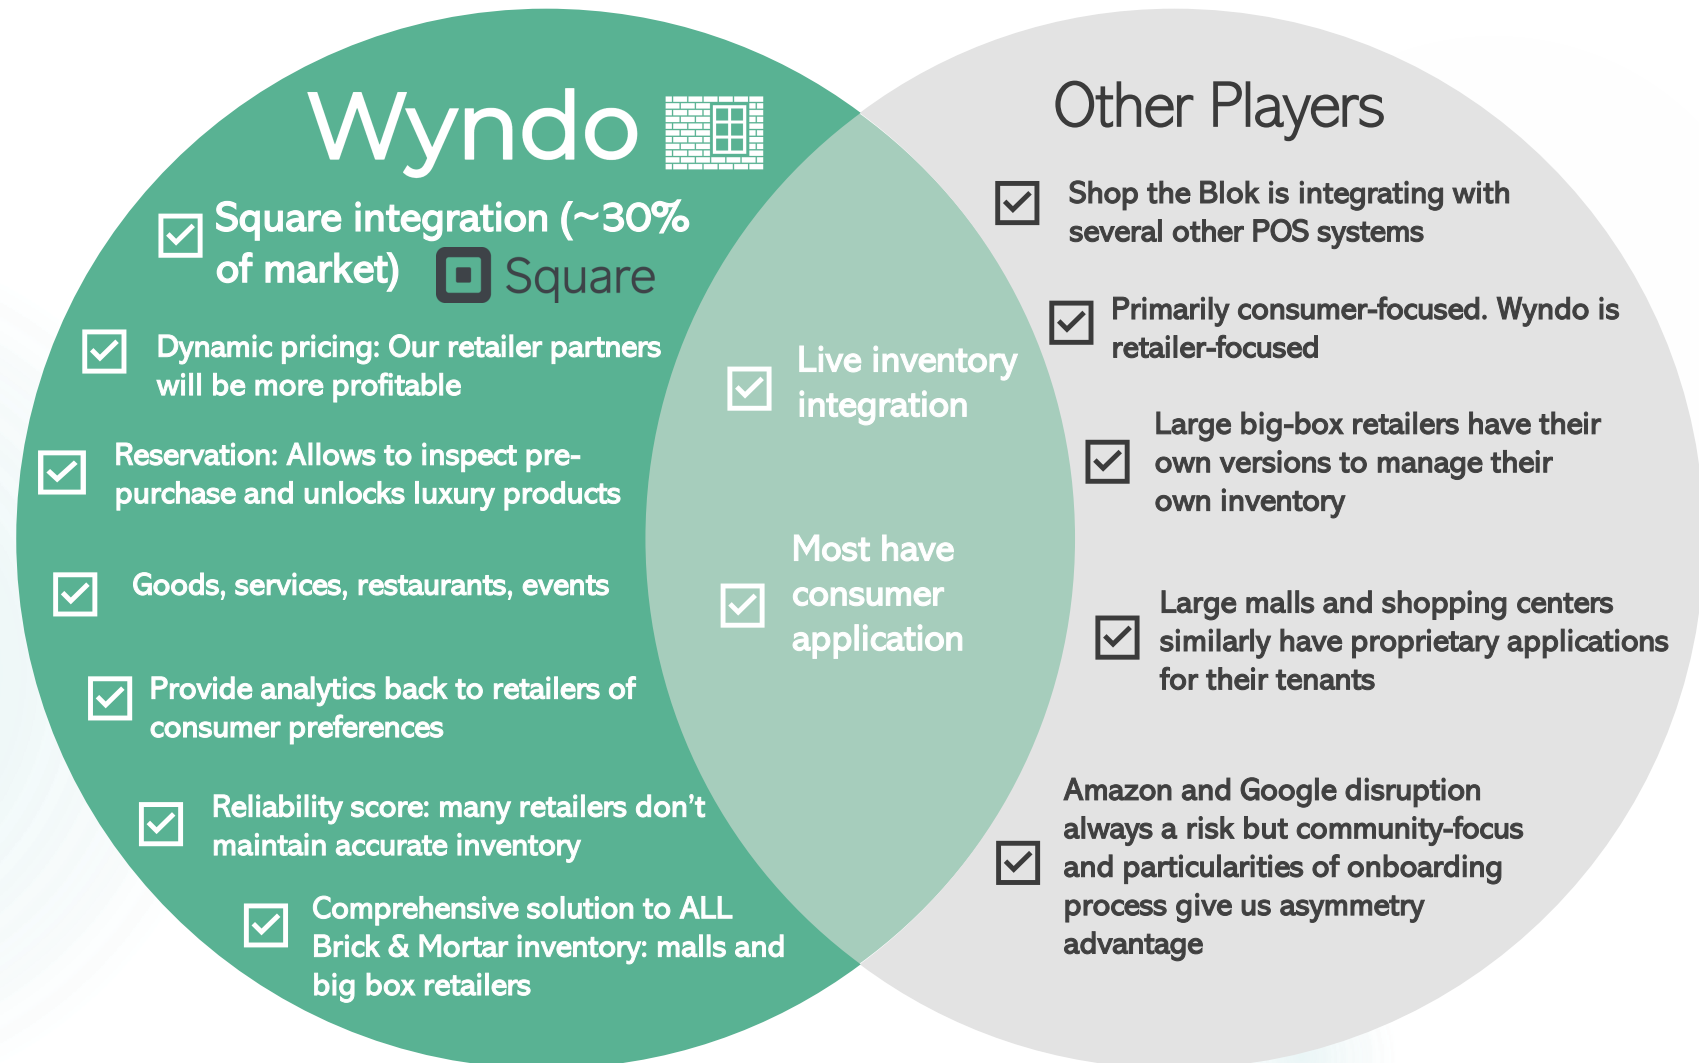 Wyndo
Square integration (~30%
of market)
Square
Dynamic pricing: Our retailer partners
will be more profitable
Reservation: Allows to inspect pre-
purchase and unlocks luxury products
Goods, services, restaurants, events
Provide analytics back to retailers of
consumer preferences
Reliability score: many retailers don't
maintain accurate inventory
Comprehensive solution to ALL
Brick & Mortar inventory: malls and
big box retailers
Live inventory
integration
Most have
consumer
application
Other Players
Shop the Blok is integrating with
several other POS systems
Primarily consumer-focused. Wyndo is
retailer-focused
Large big-box retailers have their
own versions to manage their
own inventory
Large malls and shopping centers
similarly have proprietary applications
for their tenants
Amazon and Google disruption
always a risk but community-focus
and particularities of onboarding
process give us asymmetry
advantage